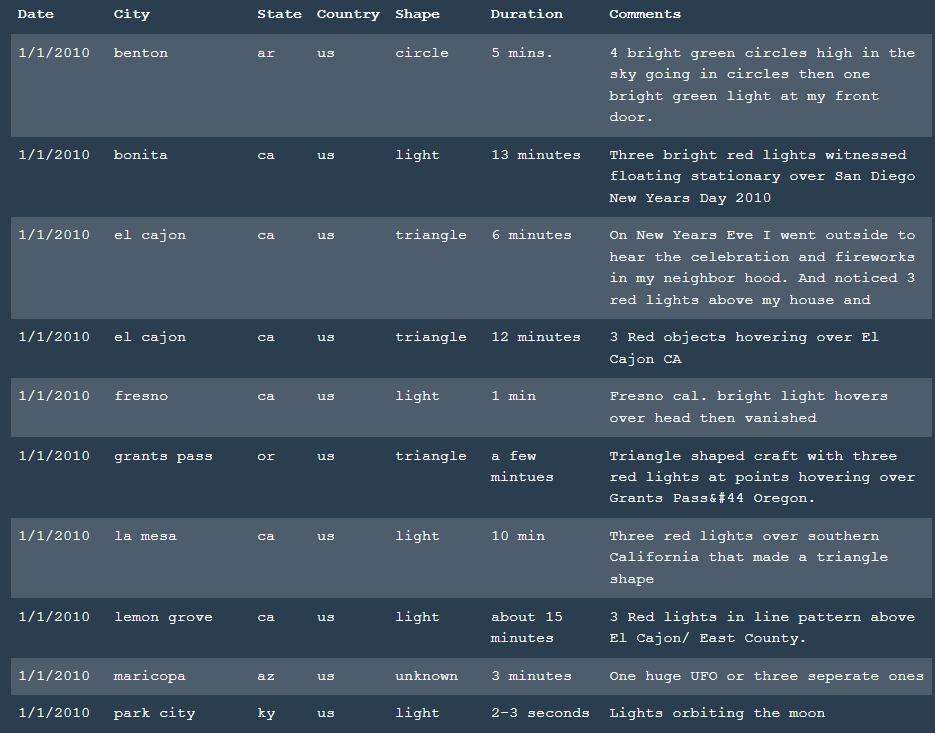 Date City State Country Shape Duration Comments
1/1/2010 benton ar us circle 5 mins. 4 bright green circles high in the
sky going in circles then one
bright green light at my front
door.
1/1/2010 bonita ca us light 13 minutes Three bright red lights witnessed
floating stationary over San Diego
New Years Day 2010
1/1/2010 el cajon ca us triangle 6 minutes On New Years Eve I went outside to
hear the celebration and fireworks
in my neighbor hood. And noticed 3
red lights above my house and
1/1/2010 el cajon ca us triangle 12 minutes 3 Red objects hovering over El
Cajon CA
1/1/2010 fresno ca us light 1 min Fresno cal. bright light hovers
over head then vanished
1/1/2010 grants pass or us triangle a few Triangle shaped craft with three
mintues red lights at points hovering over
Grants Pass&#44 Oregon.
1/1/2010 la mesa ca us light 10 min Three red lights over southern
California that made a triangle
shape
1/1/2010 lemon grove ca us light about 15 3 Red lights in line pattern above
minutes El Cajon/ East County.
1/1/2010 maricopa az us unknown 3 minutes One huge UFO or three seperate ones
1/1/2010 park city ky us light 2-3 seconds Lights orbiting the moon